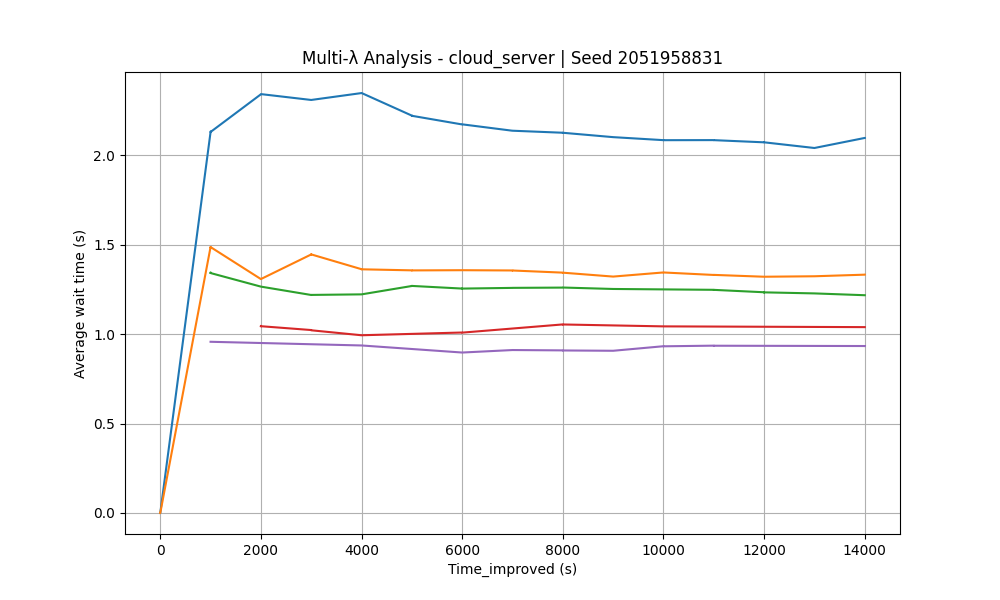 Multi-λ Analysis - cloud_server | Seed 2051958831
Average wait time (s)
2.0
1.5
1.0
0.5
0.0
0 2000 4000 6000 8000 10000 12000 14000
Time_improved (s)